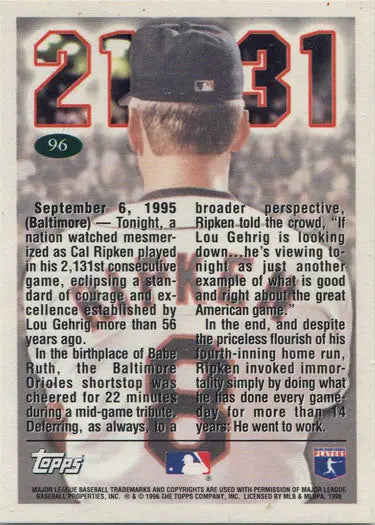 2131
96
September 6, 1995
(Baltimore) — Tonight, a
nation watched mesmer-
ized as Cal Ripken played
in his 2,131st consecutive
game, eclipsing a stan-
dard of courage and ex-
cellence established by
Lou Gehrig more than 56
years ago.
In the birthplace of Babe
Ruth, the Baltimore
Orioles shortstop was
cheered for 22 minutes
during a mid-game tribute.
Deferring, as always, to a
broader perspective,
Ripken told the crowd, “If
Lou Gehrig is looking
down...he's viewing to-
night as just another
example of what is good
and right about the great
American game.”
In the end, and despite
the priceless flourish of his
fourth-inning home run,
Ripken invoked immor-
tality simply by doing what
he has done every game-
day for more than 14
years: He went to work.
RIPKEN
8
Topps
PLAYERS
MAJOR LEAGUE BASEBALL TRADEMARKS AND COPYRIGHTS ARE USED WITH PERMISSION OF MAJOR LEAGUE
BASEBALL PROPERTIES, INC. ® & © 1996 THE TOPPS COMPANY, INC. LICENSED BY MLB & MLBPA, 1996